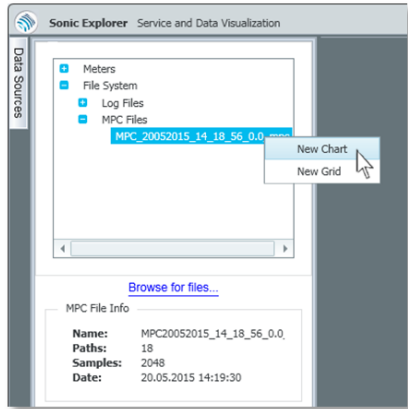 Sonic Explorer Service and Data Visualization
Data Sources
Meters
File System
Log Files
MPC Files
MPC_20052015_14_18_56_0.0_mpc
New Chart
New Grid
Browse for files...
MPC File Info
Name: MPC20052015_14_18_56_0.0_
Paths: 18
Samples: 2048
Date: 20.05.2015 14:19:30